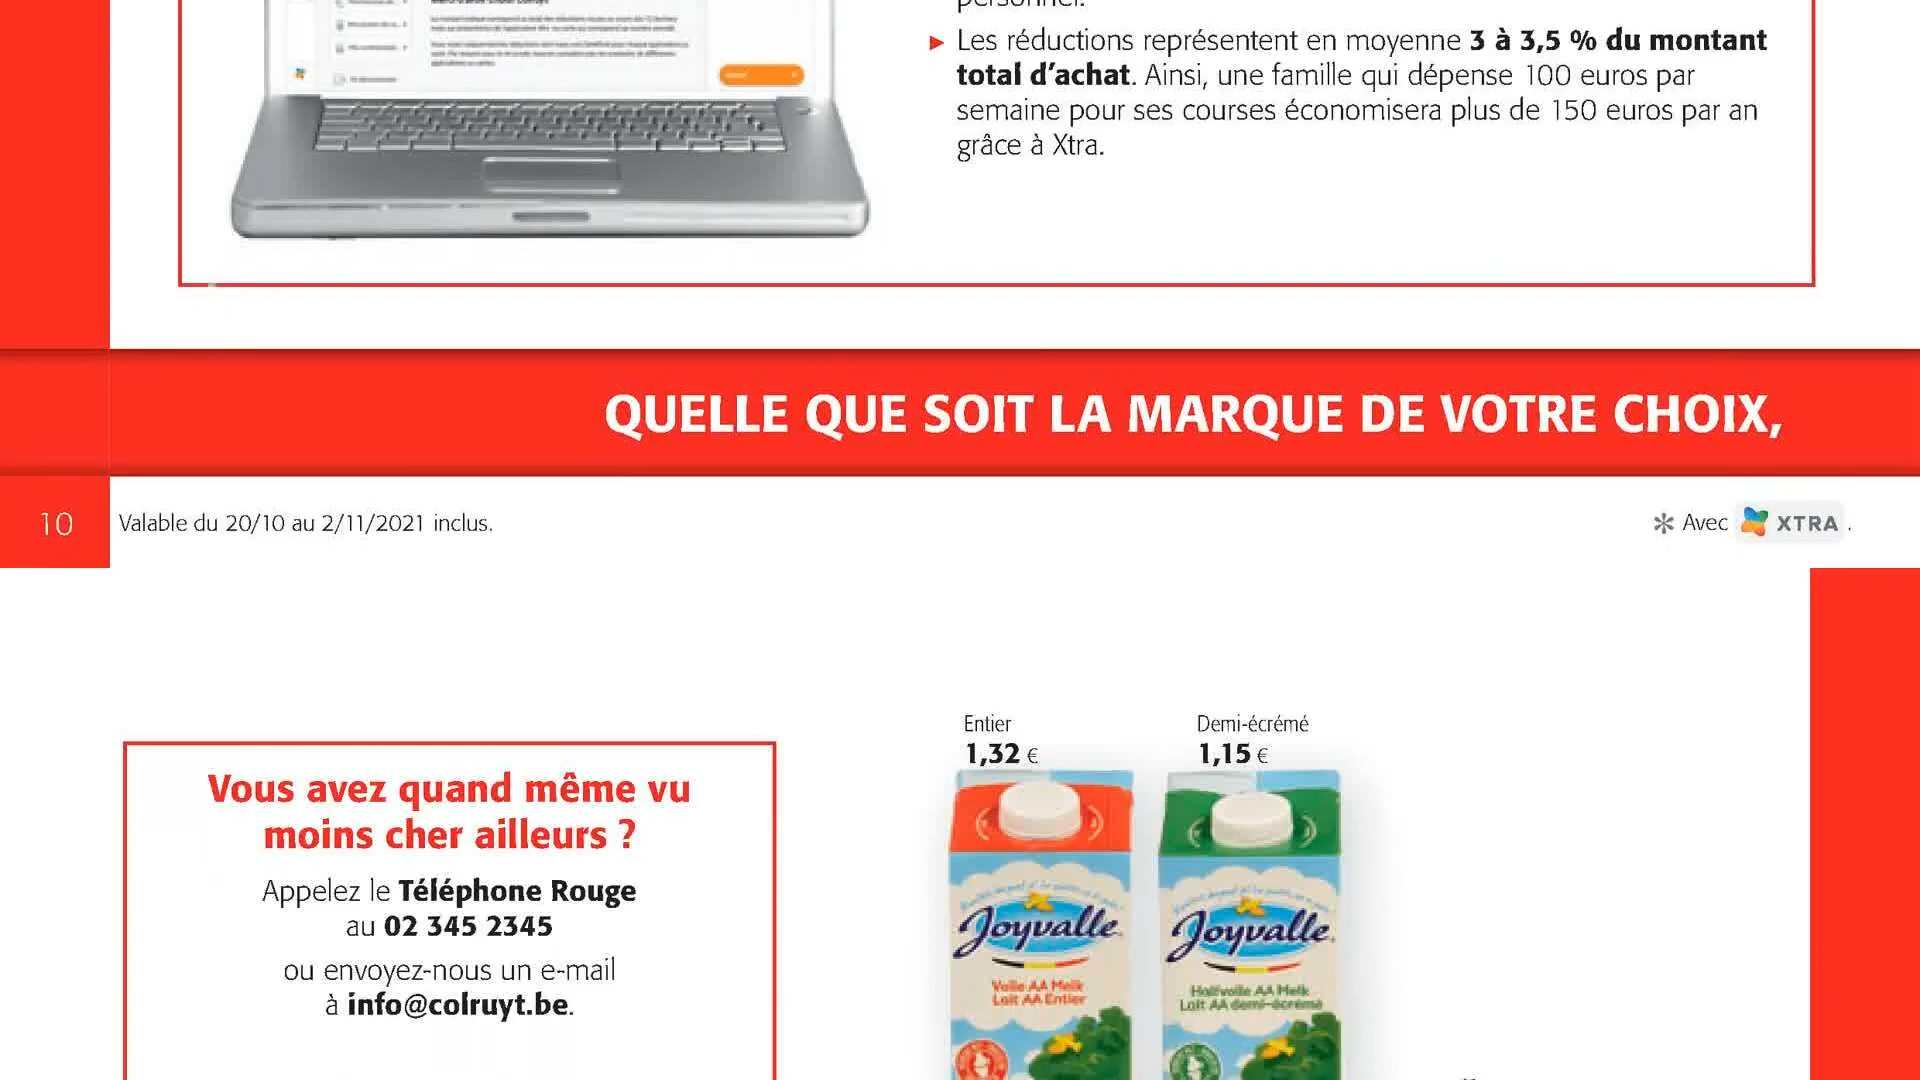 personnel.
► Les réductions représentent en moyenne 3 à 3,5 % du montant
total d’achat. Ainsi, une famille qui dépense 100 euros par
semaine pour ses courses économisera plus de 150 euros par an
grâce à Xtra.
QUELLE QUE SOIT LA MARQUE DE VOTRE CHOIX,
10
Valable du 20/10 au 2/11/2021 inclus.
* Avec XTRA.
Entier
1,32 €
Demi-écrémé
1,15 €
Vous avez quand même vu
moins cher ailleurs ?
Appelez le Téléphone Rouge
au 02 345 2345
ou envoyez-nous un e-mail
à info@colruyt.be.
Joyvalle
Volle AA Melk
Lait AA Entier
Joyvalle
Halfvolle AA Melk
Lait AA demi-écrémé